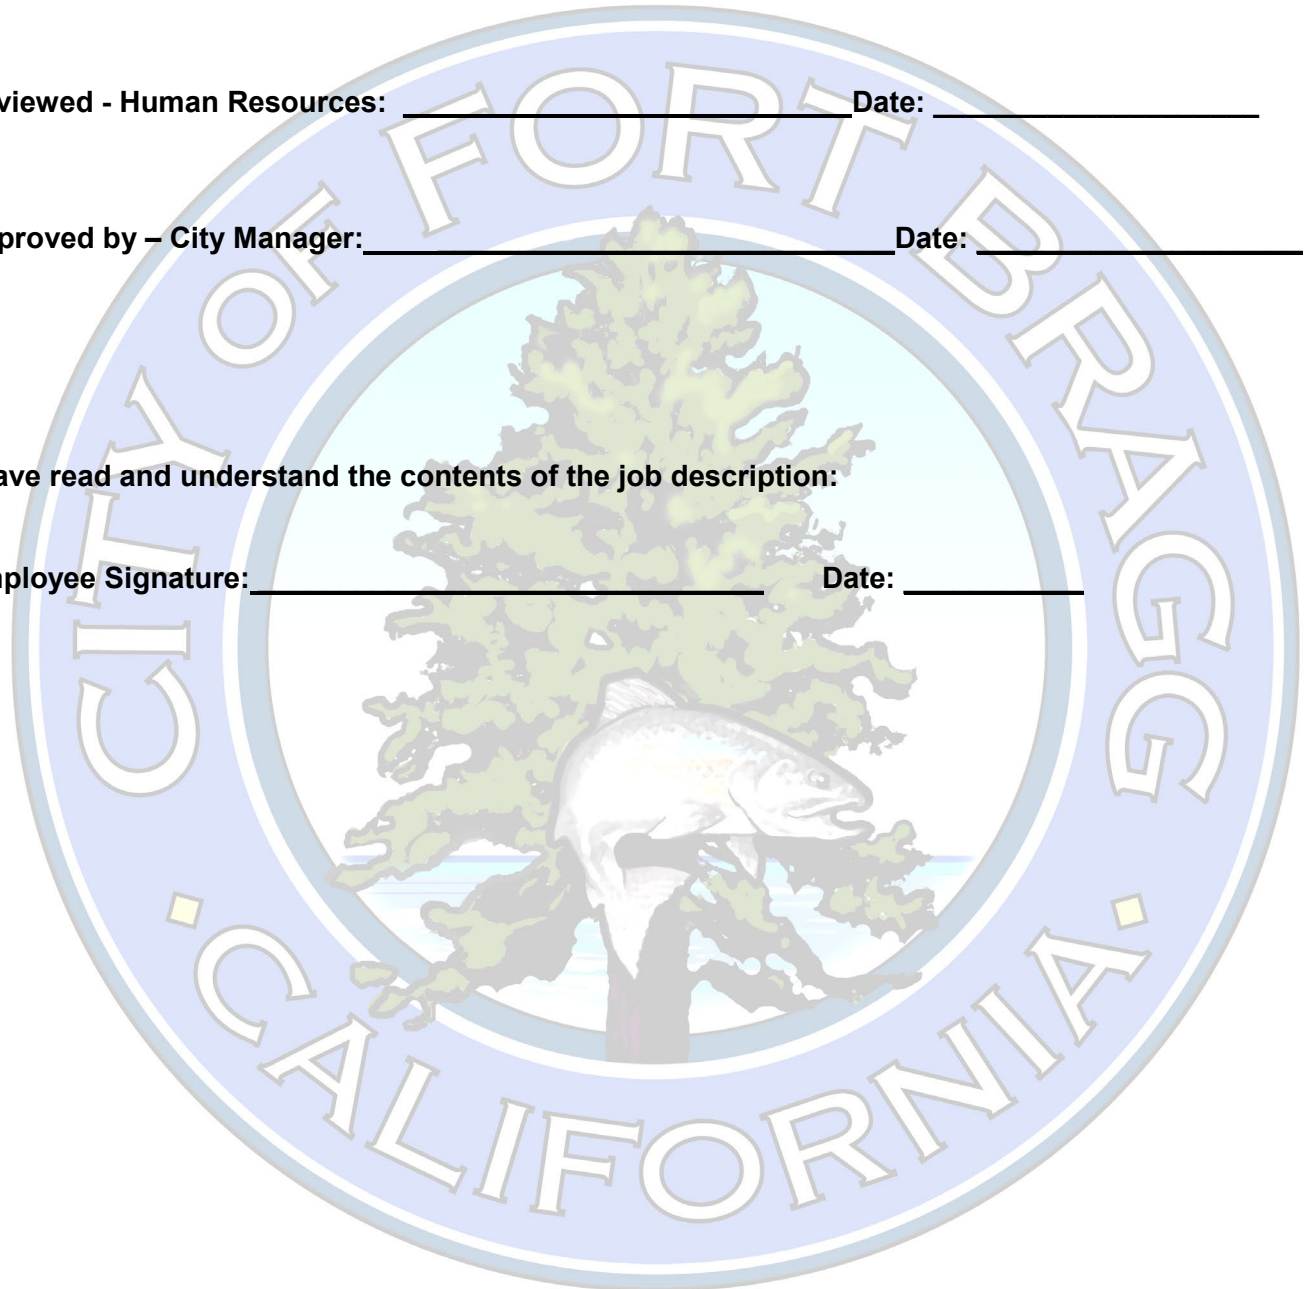 viewed - Human Resources: Date:
proved by – City Manager: Date:
ave read and understand the contents of the job description:
ployee Signature: Date:
CITY OF FORT BRAGG
CALIFORNIA